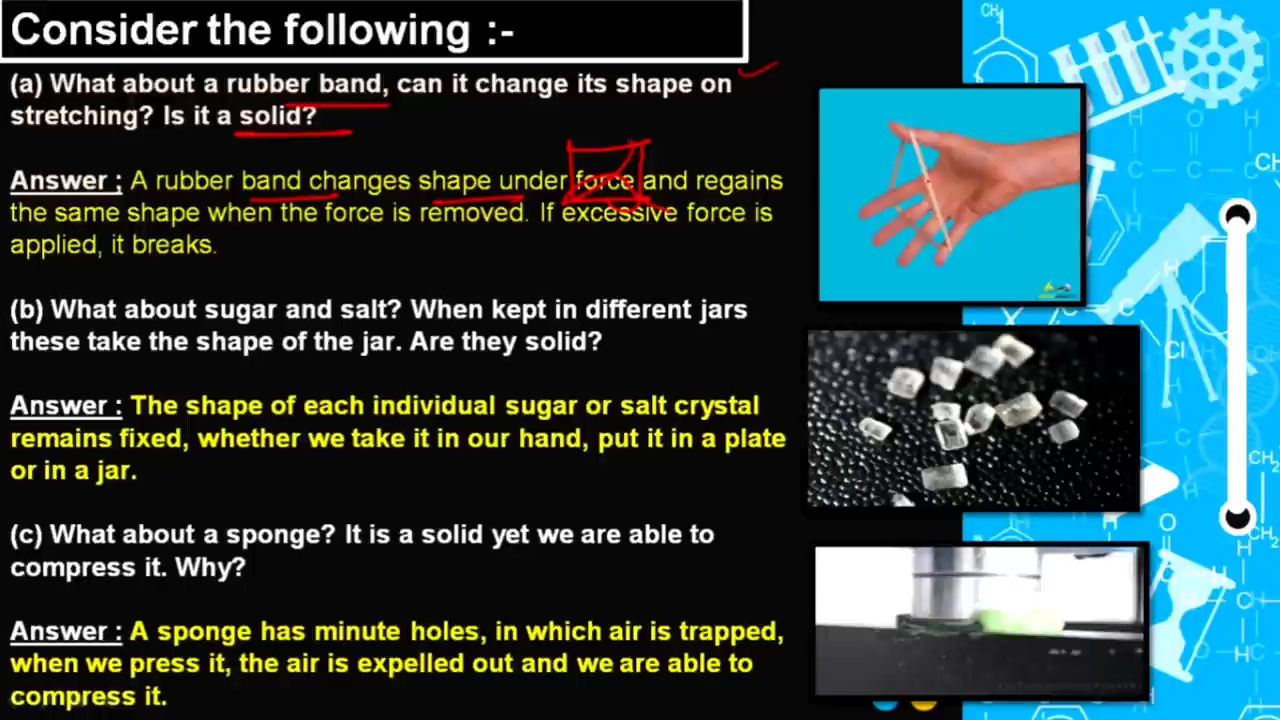 Consider the following :-
(a) What about a rubber band, can it change its shape on
stretching? Is it a solid?
Answer ; A rubber band changes shape under force and regains
the same shape when the force is removed. If excessive force is
applied, it breaks.
(b) What about sugar and salt? When kept in different jars
these take the shape of the jar. Are they solid?
Answer : The shape of each individual sugar or salt crystal
remains fixed, whether we take it in our hand, put it in a plate
or in a jar.
(c) What about a sponge? It is a solid yet we are able to
compress it. Why?
Answer : A sponge has minute holes, in which air is trapped,
when we press it, the air is expelled out and we are able to
compress it.